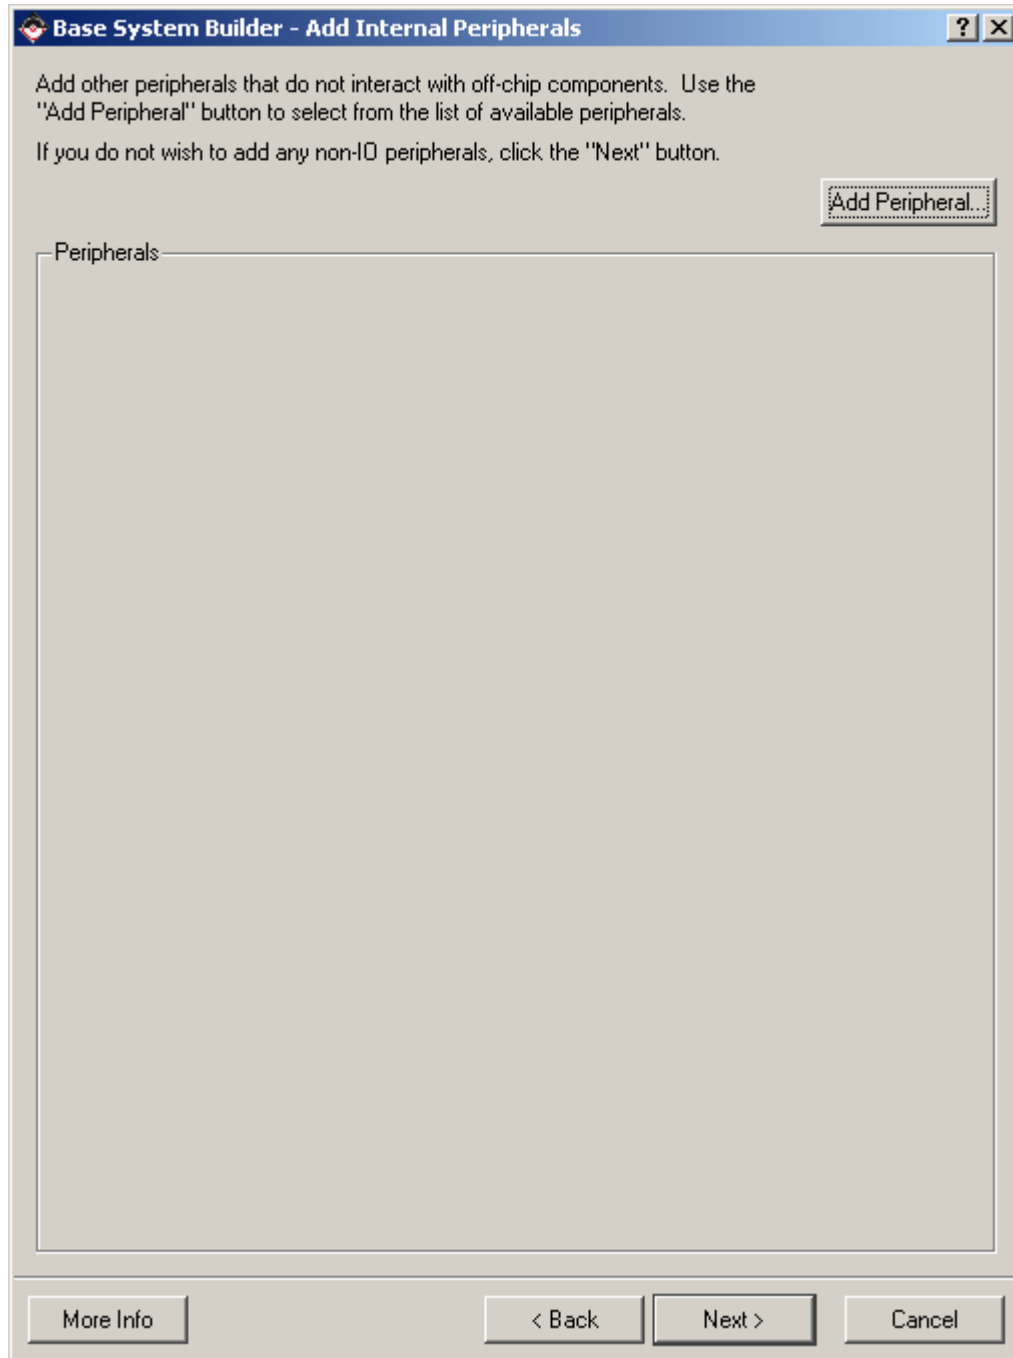 Base System Builder - Add Internal Peripherals
Add other peripherals that do not interact with off-chip components. Use the
"Add Peripheral" button to select from the list of available peripherals.
If you do not wish to add any non-IO peripherals, click the "Next" button.
Add Peripheral...
Peripherals
More Info
< Back
Next >
Cancel